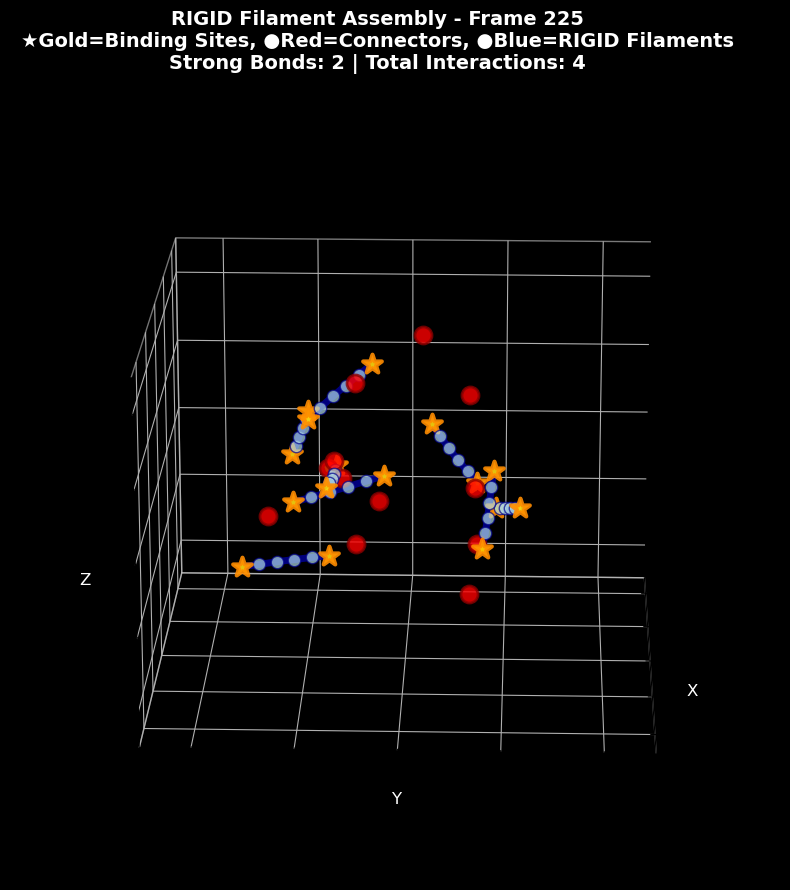 RIGID Filament Assembly - Frame 225
★Gold=Binding Sites, ●Red=Connectors, ●Blue=RIGID Filaments
Strong Bonds: 2 | Total Interactions: 4
Z
X
Y